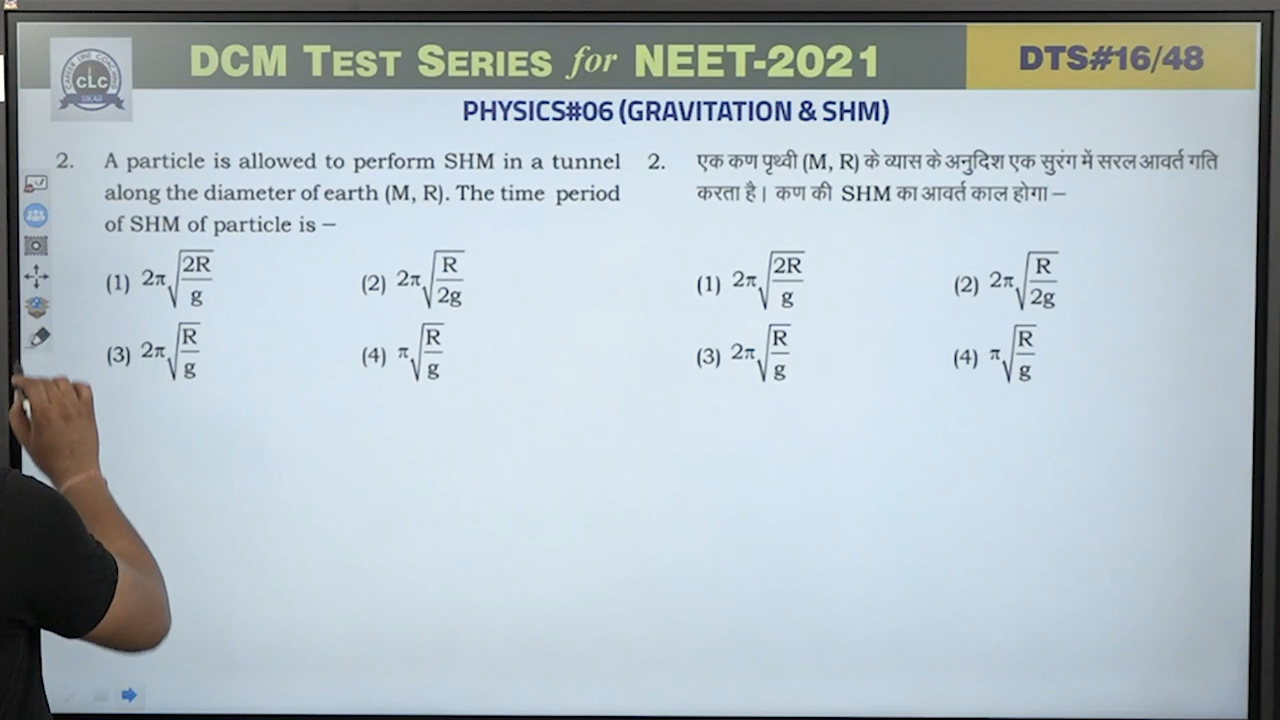 DCM TEST SERIES for NEET-2021
DTS#16/48
CLC
SIKAR
PHYSICS#06 (GRAVITATION & SHM)
2. A particle is allowed to perform SHM in a tunnel
along the diameter of earth (M, R). The time period
of SHM of particle is –
(1) 2π√(2R/g) (2) 2π√(R/2g)
(3) 2π√(R/g) (4) π√(R/g)
2. एक कण पृथ्वी (M, R) के व्यास के अनुदिश एक सुरंग में सरल आवर्त गति
करता है। कण की SHM का आवर्त काल होगा –
(1) 2π√(2R/g) (2) 2π√(R/2g)
(3) 2π√(R/g) (4) π√(R/g)